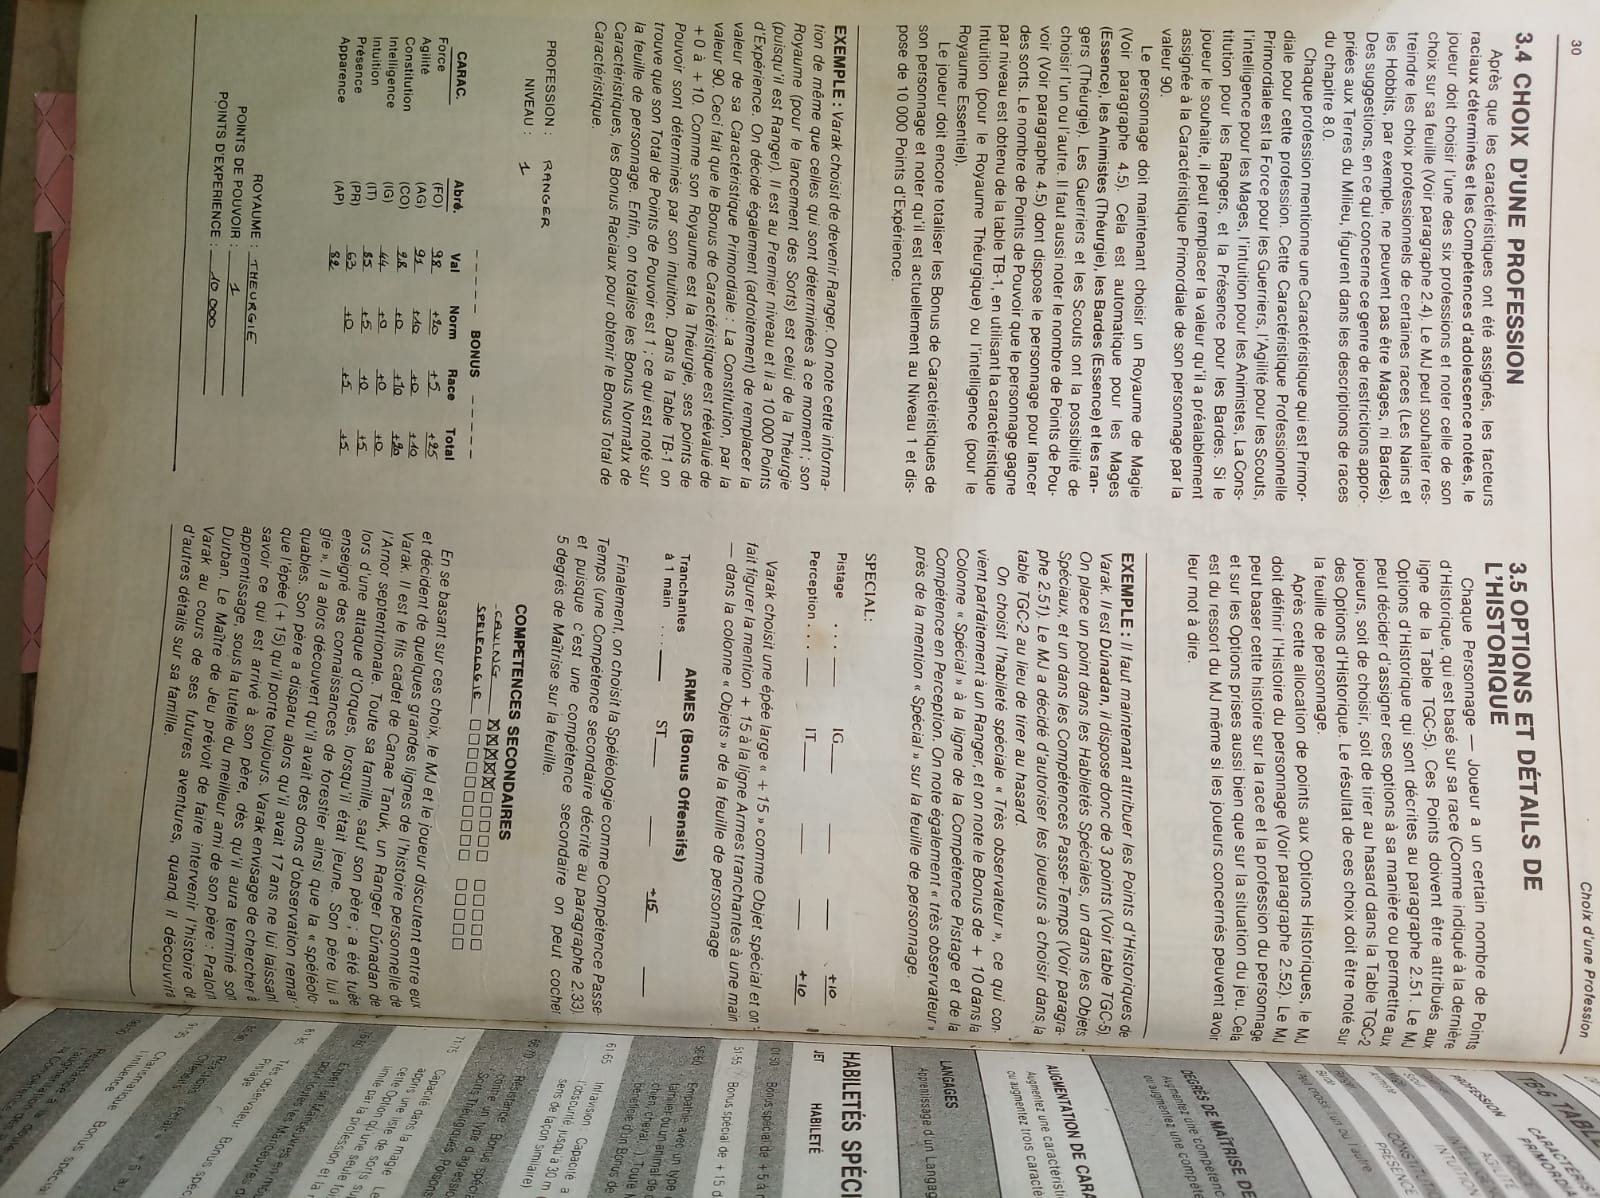 30
Choix d'une Profession
3.4 CHOIX D'UNE PROFESSION
Après que les caractéristiques ont été assignés, les facteurs
raciaux déterminés et les Compétences d'adolescence notées, le
joueur doit choisir l'une des six professions et noter celle de son
choix sur sa feuille (Voir paragraphe 2.4). Le MJ peut souhaiter res-
treindre les choix professionnels de certaines races (Les Nains et
les Hobbits, par exemple, ne peuvent pas être Mages, ni Bardes).
Des suggestions, en ce qui concerne ce genre de restrictions appro-
priées aux Terres du Milieu, figurent dans les descriptions de races
du chapitre 8.0.
Chaque profession mentionne une Caractéristique qui est Primor-
diale pour cette profession. Cette Caractéristique Professionnelle
Primordiale est la Force pour les Guerriers, l'Agilité pour les Scouts,
l'intelligence pour les Mages, l'intuition pour les Animistes, La Cons-
titution pour les Rangers, et la Présence pour les Bardes. Si le
joueur le souhaite, il peut remplacer la valeur qu'il a préalablement
assignée à la Caractéristique Primordiale de son personnage par la
valeur 90.
Le personnage doit maintenant choisir un Royaume de Magie
(Voir paragraphe 4.5). Cela est automatique pour les Mages
(Essence), les Animistes (Théurgie), les Bardes (Essence) et les ran-
gers (Théurgie). Les Guerriers et les Scouts ont la possibilité de
choisir l'un ou l'autre. Il faut aussi noter le nombre de Points de Pou-
voir (Voir paragraphe 4.5) dont dispose le personnage pour lancer
des sorts. Le nombre de Points de Pouvoir que le personnage gagne
par niveau est obtenu de la table TB-1, en utilisant la caractéristique
Intuition (pour le Royaume Théurgique) ou l'intelligence (pour le
Royaume Essentiel).
Le joueur doit encore totaliser les Bonus de Caractéristiques de
son personnage et noter qu'il est actuellement au Niveau 1 et dis-
pose de 10 000 Points d'Expérience.
EXEMPLE : Varak choisit de devenir Ranger. On note cette informa-
tion de même que celles qui sont déterminées à ce moment ; son
Royaume (pour le lancement des Sorts) est celui de la Théurgie
(puisqu'il est Ranger). Il est au Premier niveau et il a 10 000 Points
d'Expérience. On décide également (adroitement) de remplacer la
valeur de sa Caractéristique Primordiale : La Constitution, par la
valeur 90. Ceci fait que le Bonus de Caractéristique est réévalué de
+0 à +10. Comme son Royaume est la Théurgie, ses points de
Pouvoir sont déterminés par son intuition. Dans la Table TB-1 on
trouve que son Total de Points de Pouvoir est 1 ; ce qui est noté sur
la feuille de personnage. Enfin, on totalise les Bonus Normaux de
Caractéristiques, les Bonus Raciaux pour obtenir le Bonus Total de
Caractéristique.
PROFESSION : RANGER
NIVEAU : 1
BONUS
CARAC. Abré. Val Norm Race Total
Force (FO) 98 +20 +5 +25
Agilité (AG) 91 +10 +0 +10
Constitution (CO) +0 +10 +20
Intelligence (IG) 44 +0 +0 +0
Intuition (IT) 85 +5 +0 +5
Présence (PR) 63 +0 +5 +5
Apparence (AP) 82
ROYAUME : THEURGIE
POINTS DE POUVOIR : 1
POINTS D'EXPERIENCE : 10 000
3.5 OPTIONS ET DÉTAILS DE
L'HISTORIQUE
Chaque Personnage — Joueur a un certain nombre de Points
d'Historique, qui est basé sur sa race (Comme indiqué à la dernière
ligne de la Table TGC-5). Ces Points doivent être attribués aux
Options d'Historique qui sont décrites au paragraphe 2.51. Le MJ
peut décider d'assigner ces options à sa manière ou permettre aux
joueurs, soit de choisir, soit de tirer au hasard dans la Table TGC-2
des Options d'Historique. Le résultat de ces choix doit être noté sur
la feuille de personnage.
Après cette allocation de points aux Options Historiques, le MJ
doit définir l'Histoire du personnage (Voir paragraphe 2.52). Le MJ
peut baser cette histoire sur la race et la profession du personnage
et sur les Options prises aussi bien que sur la situation du jeu. Cela
est du ressort du MJ même si les joueurs concernés peuvent avoir
leur mot à dire.
EXEMPLE : Il faut maintenant attribuer les Points d'Historiques de
Varak. Il est Dúnadan, il dispose donc de 3 points (Voir table TGC-5).
On place un point dans les Habiletés Spéciales, un dans les Objets
Spéciaux, et un dans les Compétences Passe-Temps (Voir paragra-
phe 2.51). Le MJ a décidé d'autoriser les joueurs à choisir dans la
table TGC-2 au lieu de tirer au hasard.
On choisit l'habileté spéciale « Très observateur », ce qui con-
vient parfaitement à un Ranger, et on note le Bonus de + 10 dans la
Colonne « Spécial » à la ligne de la Compétence Pistage et de la
Compétence en Perception. On note également « très observateur »
près de la mention « Spécial » sur la feuille de personnage.
SPECIAL:
Pistage . . . IG +10
Perception . . . IT +10
Varak choisit une épée large « + 15 » comme Objet spécial et on
fait figurer la mention + 15 à la ligne Armes tranchantes à une main
— dans la colonne « Objets » de la feuille de personnage
ARMES (Bonus Offensifs)
Tranchantes
à 1 main . . . ST +15
Finalement, on choisit la Spéléologie comme Compétence Passe-
Temps (une Compétence secondaire décrite au paragraphe 2.33).
et puisque c'est une compétence secondaire on peut cocher
5 degrés de Maîtrise sur la feuille.
COMPETENCES SECONDAIRES
CAVING
SPELEOLOGIE
En se basant sur ces choix, le MJ et le joueur discutent entre eux
et décident de quelques grandes lignes de l'histoire personnelle de
Varak. Il est le fils cadet de Canae Tanuk, un Ranger Dúnadan de
l'Arnor septentrionale. Toute sa famille, sauf son père ; a été tuée
lors d'une attaque d'Orques, lorsqu'il était jeune. Son père lui a
enseigné des connaissances de forestier ainsi que la « spéléolo-
gie ». Il a alors découvert qu'il avait des dons d'observation remar-
quables. Son père a disparu alors qu'il avait 17 ans ne lui laissant
que l'épée (+ 15) qu'il porte toujours. Varak envisage de chercher à
savoir ce qui est arrivé à son père, dès qu'il aura terminé son
apprentissage, sous la tutelle du meilleur ami de son père : Pralorn
Durban. Le Maître de Jeu prévoit de faire intervenir l'histoire de
Varak au cours de ses futures aventures, quand il découvrira
d'autres détails sur sa famille.
TB-6 TABLE
PROFESSION
DEGRÉS DE MAÎTRISE DE
Augmentez une compétenc
ou augmentez une compéte
AUGMENTATION DE CARA
Augmentez une caractéristi
ou augmentez trois caracté
LANGAGES
Apprentissage d'un Langag
HABILETÉS SPÉCI
JET HABILETÉ
01-50 Bonus spécial de + 5 à
51-55 Bonus spécial de + 15 d
56-60 Empathie avec un type
familier ou un animal de
chien, cheval...). Toute
bénéficie d'un Bonus de
61-65 Infravision : Capacité a
l'obscurité jusqu'à 30 m
sens de façon similaire)
66-70 Résistance : Bonus spécia
contre un type d'agression
Sorts Théurgiques, Poisons
71-75 Capacité dans la magie
appris une liste de sorts
cette Option qu'une seule fois
limité par la profession et la
76-80 Expert en Manœuvres en
pour toutes les Manœuvres
81-85 Très observateur Bonus spéc
Pistage
Offensifs
91-95 Charismatique Bonus spécial
l'influence
Résistance à la douleur